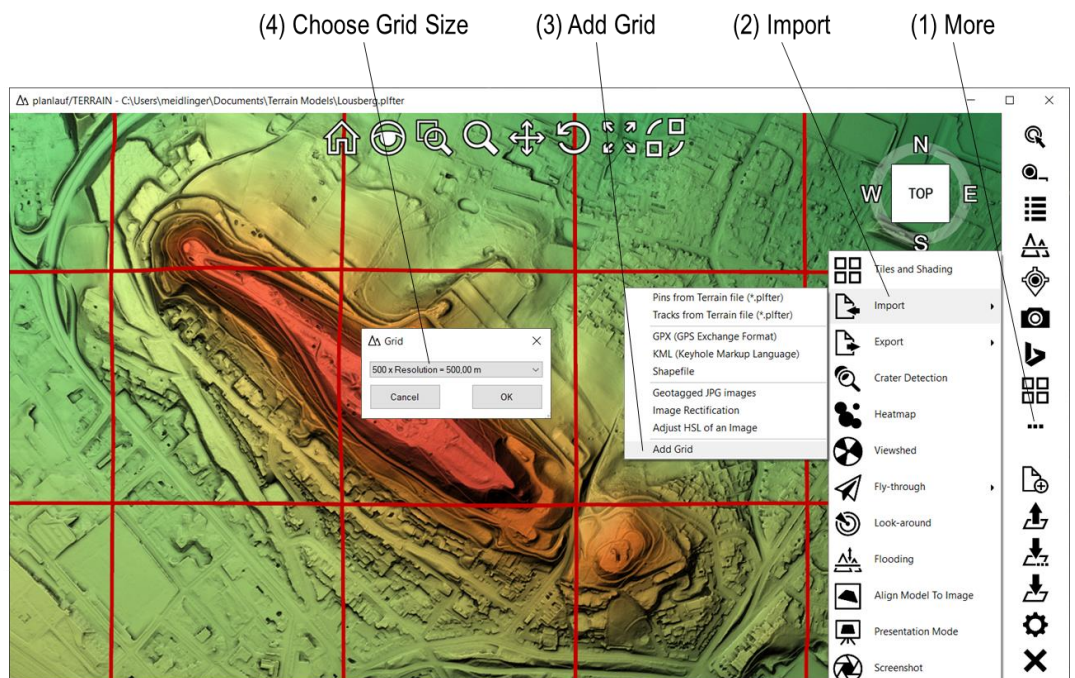 (4) Choose Grid Size
(3) Add Grid
(2) Import
(1) More
planlauf/TERRAIN - C:\Users\meidlinger\Documents\Terrain Models\Lousberg.plfter
N
W
TOP
E
S
Tiles and Shading
Import
Export
Crater Detection
Heatmap
Viewshed
Fly-through
Look-around
Flooding
Align Model To Image
Presentation Mode
Screenshot
Pins from Terrain file (*.plfter)
Tracks from Terrain file (*.plfter)
GPX (GPS Exchange Format)
KML (Keyhole Markup Language)
Shapefile
Geotagged JPG images
Image Rectification
Adjust HSL of an Image
Add Grid
Grid
500 x Resolution = 500,00 m
Cancel
OK